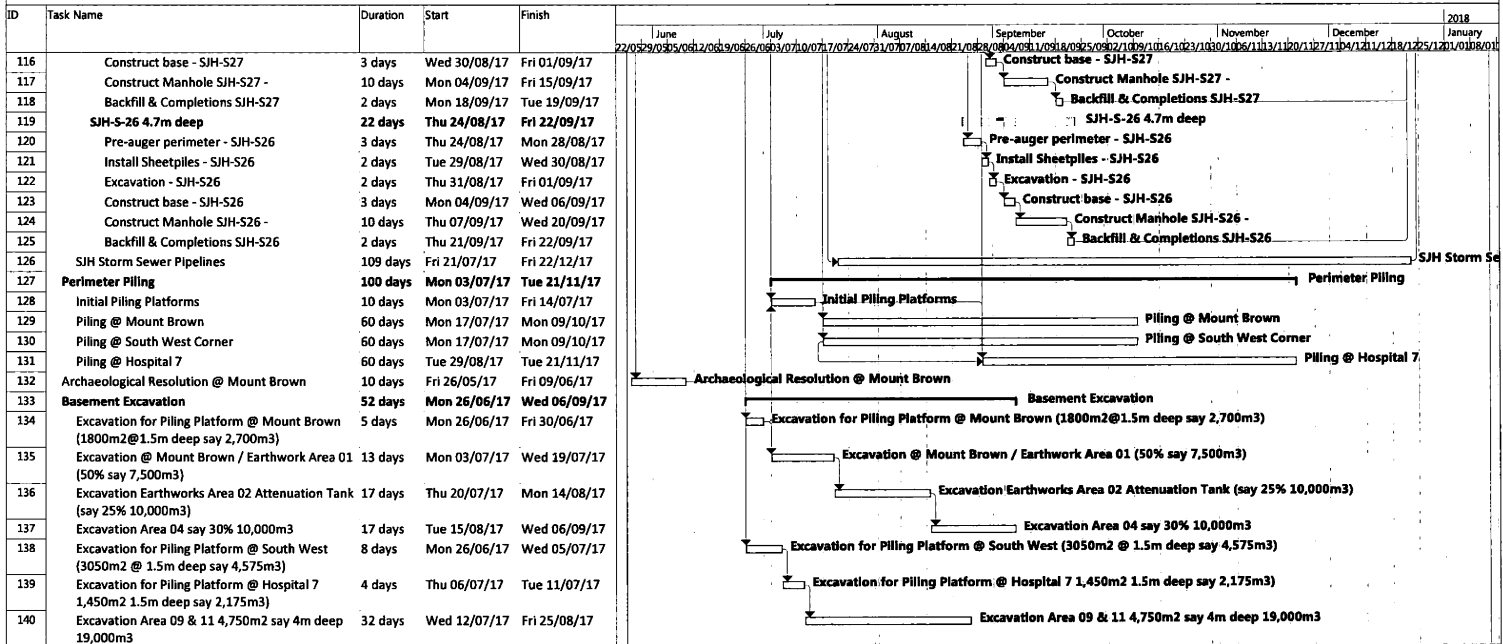 ID Task Name Duration Start Finish 2018
June July August September October November December January
116 Construct base - SJH-S27 3 days Wed 30/08/17 Fri 01/09/17 Construct base - SJH-S27
117 Construct Manhole SJH-S27 - 10 days Mon 04/09/17 Fri 15/09/17 Construct Manhole SJH-S27 -
118 Backfill & Completions SJH-S27 2 days Mon 18/09/17 Tue 19/09/17 Backfill & Completions SJH-S27
119 SJH-S-26 4.7m deep 22 days Thu 24/08/17 Fri 22/09/17 SJH-S-26 4.7m deep
120 Pre-auger perimeter - SJH-S26 3 days Thu 24/08/17 Mon 28/08/17 Pre-auger perimeter - SJH-S26
121 Install Sheetpiles - SJH-S26 2 days Tue 29/08/17 Wed 30/08/17 Install Sheetpiles - SJH-S26
122 Excavation - SJH-S26 2 days Thu 31/08/17 Fri 01/09/17 Excavation - SJH-S26
123 Construct base - SJH-S26 3 days Mon 04/09/17 Wed 06/09/17 Construct base - SJH-S26
124 Construct Manhole SJH-S26 - 10 days Thu 07/09/17 Wed 20/09/17 Construct Manhole SJH-S26 -
125 Backfill & Completions SJH-S26 2 days Thu 21/09/17 Fri 22/09/17 Backfill & Completions SJH-S26
126 SJH Storm Sewer Pipelines 109 days Fri 21/07/17 Fri 22/12/17 SJH Storm Se
127 Perimeter Piling 100 days Mon 03/07/17 Tue 21/11/17 Perimeter Piling
128 Initial Piling Platforms 10 days Mon 03/07/17 Fri 14/07/17 Initial Piling Platforms
129 Piling @ Mount Brown 60 days Mon 17/07/17 Mon 09/10/17 Piling @ Mount Brown
130 Piling @ South West Corner 60 days Mon 17/07/17 Mon 09/10/17 Piling @ South West Corner
131 Piling @ Hospital 7 60 days Tue 29/08/17 Tue 21/11/17 Piling @ Hospital 7
132 Archaeological Resolution @ Mount Brown 10 days Fri 26/05/17 Fri 09/06/17 Archaeological Resolution @ Mount Brown
133 Basement Excavation 52 days Mon 26/06/17 Wed 06/09/17 Basement Excavation
134 Excavation for Piling Platform @ Mount Brown 5 days Mon 26/06/17 Fri 30/06/17 Excavation for Piling Platform @ Mount Brown (1800m2@1.5m deep say 2,700m3)
(1800m2@1.5m deep say 2,700m3)
135 Excavation @ Mount Brown / Earthwork Area 01 13 days Mon 03/07/17 Wed 19/07/17 Excavation @ Mount Brown / Earthwork Area 01 (50% say 7,500m3)
(50% say 7,500m3)
136 Excavation Earthworks Area 02 Attenuation Tank 17 days Thu 20/07/17 Mon 14/08/17 Excavation Earthworks Area 02 Attenuation Tank (say 25% 10,000m3)
(say 25% 10,000m3)
137 Excavation Area 04 say 30% 10,000m3 17 days Tue 15/08/17 Wed 06/09/17 Excavation Area 04 say 30% 10,000m3
138 Excavation for Piling Platform @ South West 8 days Mon 26/06/17 Wed 05/07/17 Excavation for Piling Platform @ South West (3050m2 @ 1.5m deep say 4,575m3)
(3050m2 @ 1.5m deep say 4,575m3)
139 Excavation for Piling Platform @ Hospital 7 4 days Thu 06/07/17 Tue 11/07/17 Excavation for Piling Platform @ Hospital 7 1,450m2 1.5m deep say 2,175m3)
1,450m2 1.5m deep say 2,175m3)
140 Excavation Area 09 & 11 4,750m2 say 4m deep 32 days Wed 12/07/17 Fri 25/08/17 Excavation Area 09 & 11 4,750m2 say 4m deep 19,000m3
19,000m3